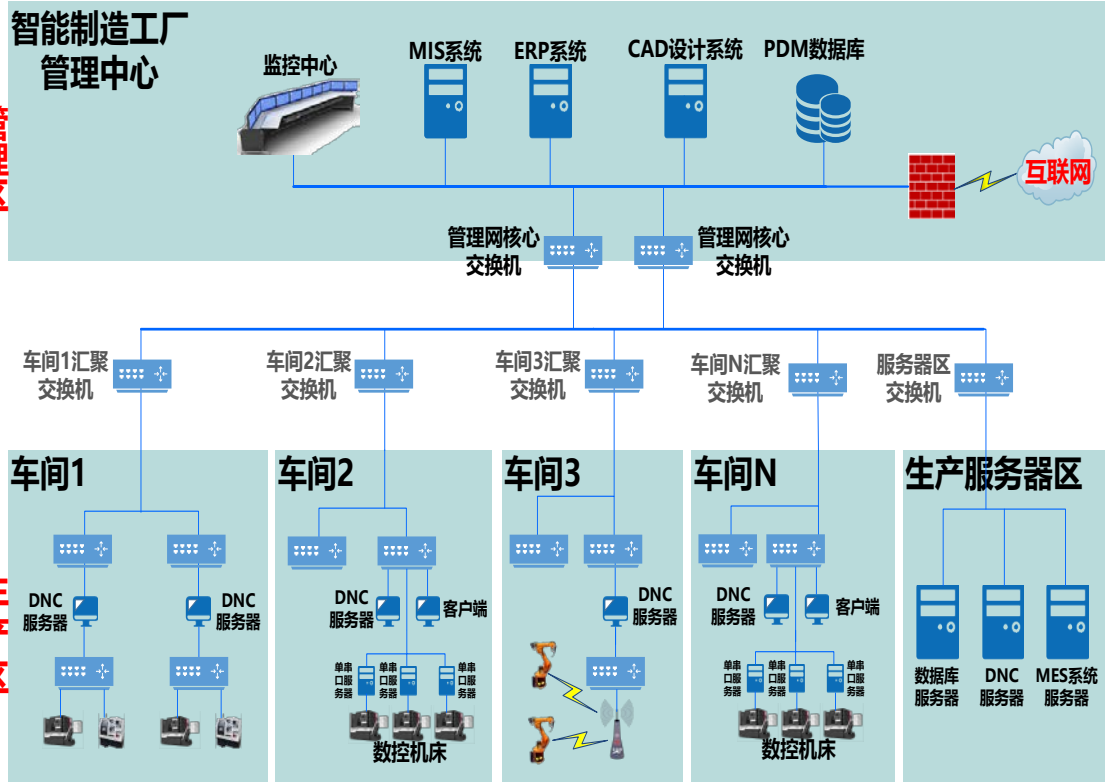 智能制造工厂
管理中心
监控中心
MIS系统
ERP系统
CAD设计系统
PDM数据库
互联网
管理网核心
交换机
管理网核心
交换机
车间1汇聚
交换机
车间2汇聚
交换机
车间3汇聚
交换机
车间N汇聚
交换机
服务器区
交换机
车间1
DNC
服务器
DNC
服务器
车间2
DNC
服务器
客户端
单串
口服
务器
单串
口服
务器
单串
口服
务器
数控机床
车间3
DNC
服务器
车间N
DNC
服务器
客户端
单串
口服
务器
单串
口服
务器
单串
口服
务器
数控机床
生产服务器区
数据库
服务器
DNC
服务器
MES系统
服务器